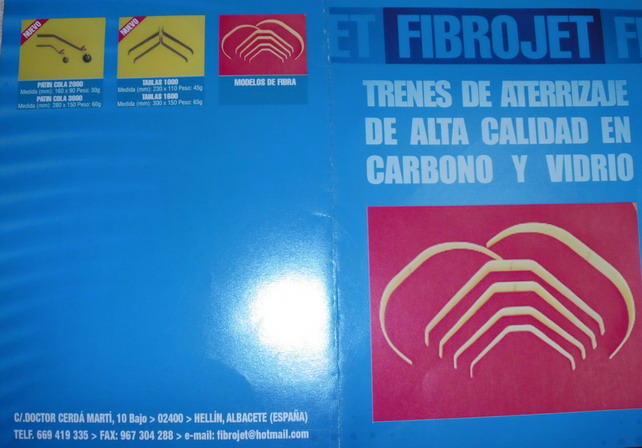 NUEVO
PATIN COLA 2000
Medida (mm): 160 x 90 Peso: 30g
PATIN COLA 3000
Medida (mm): 280 x 150 Peso: 60g
NUEVO
TABLAS 1000
Medida (mm): 230 x 110 Peso: 45g
TABLAS 1600
Medida (mm): 300 x 150 Peso: 65g
MODELOS DE FIBRA
C/.DOCTOR CERDÁ MARTÍ, 10 Bajo > 02400 > HELLÍN, ALBACETE (ESPAÑA)
TELF. 669 419 335 > FAX: 967 304 288 > e-mail: fibrojet@hotmail.com
ET FIBROJET F
TRENES DE ATERRIZAJE
DE ALTA CALIDAD EN
CARBONO Y VIDRIO